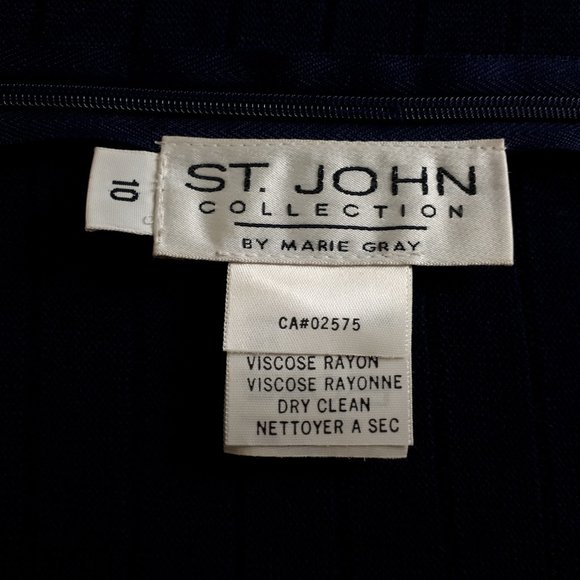 10
ST. JOHN
COLLECTION
BY MARIE GRAY
CA#02575
VISCOSE RAYON
VISCOSE RAYONNE
DRY CLEAN
NETTOYER A SEC